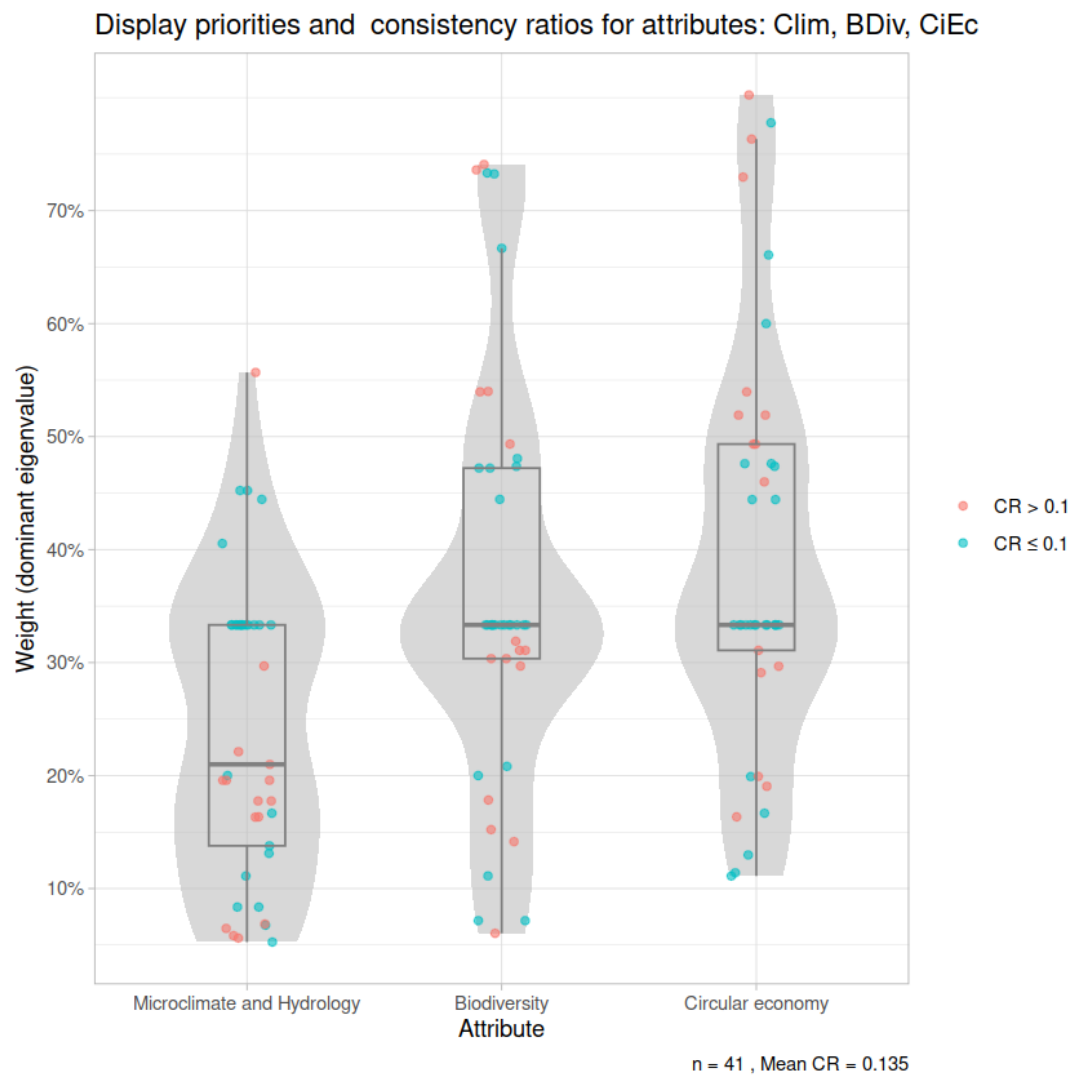 Display priorities and  consistency ratios for attributes: Clim, BDiv, CiEc
Weight (dominant eigenvalue)
70%
60%
50%
40%
30%
20%
10%
CR > 0.1
CR ≤ 0.1
Microclimate and Hydrology Biodiversity Circular economy
Attribute
n = 41 , Mean CR = 0.135